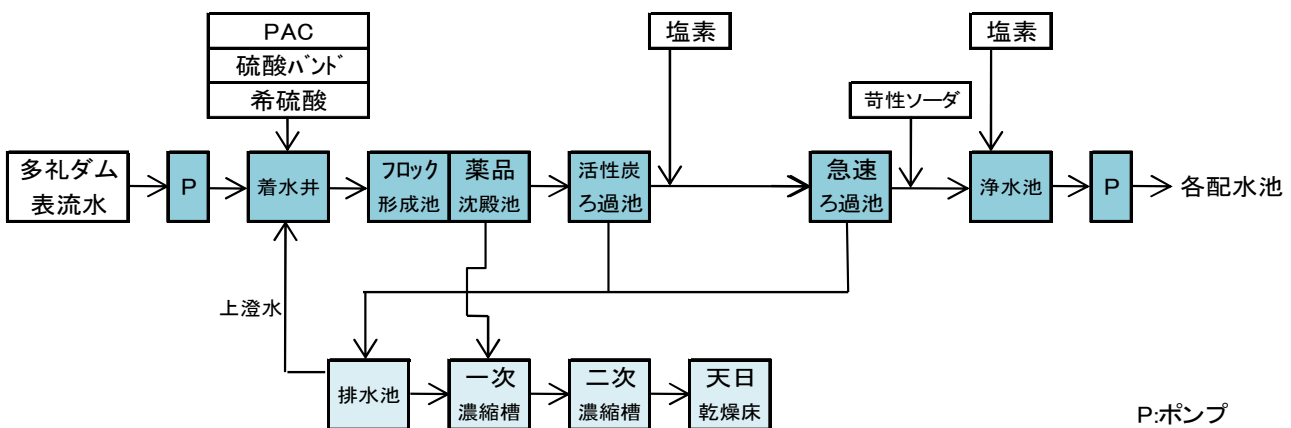 PAC
硫酸ﾊﾞﾝﾄﾞ
希硫酸
塩素
塩素
苛性ソーダ
多礼ダム
表流水
P
着水井
フロック
形成池
薬品
沈殿池
活性炭
ろ過池
急速
ろ過池
浄水池
P
各配水池
上澄水
排水池
一次
濃縮槽
二次
濃縮槽
天日
乾燥床
P:ポンプ